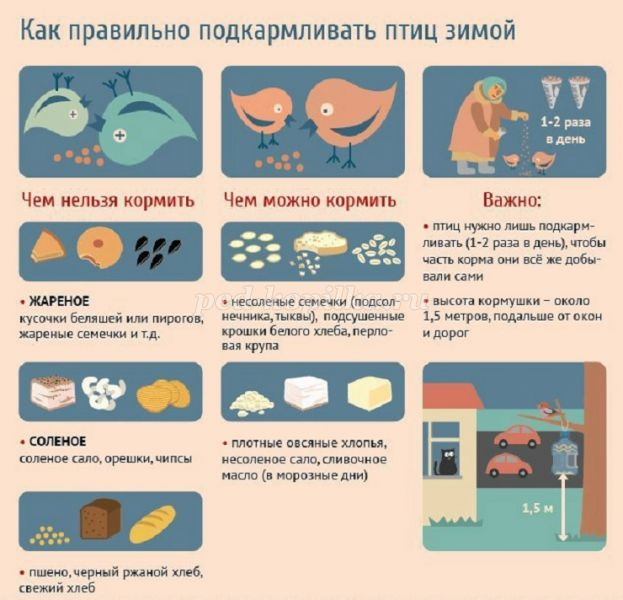 Как правильно подкармливать птиц зимой
Чем нельзя кормить
• ЖАРЕНОЕ
кусочки беляшей или пирогов,
жареные семечки и т.д.
• СОЛЕНОЕ
соленое сало, орешки, чипсы
• пшено, черный ржаной хлеб,
свежий хлеб
Чем можно кормить
• несоленые семечки (подсол-
нечника, тыквы), подсушенные
крошки белого хлеба, перло-
вая крупа
• плотные овсяные хлопья,
несоленое сало, сливочное
масло (в морозные дни)
1-2 раза
в день
Важно:
• птиц нужно лишь подкарм-
ливать (1-2 раза в день), чтобы
часть корма они всё же добы-
вали сами
• высота кормушки – около
1,5 метров, подальше от окон
и дорог
1,5 м